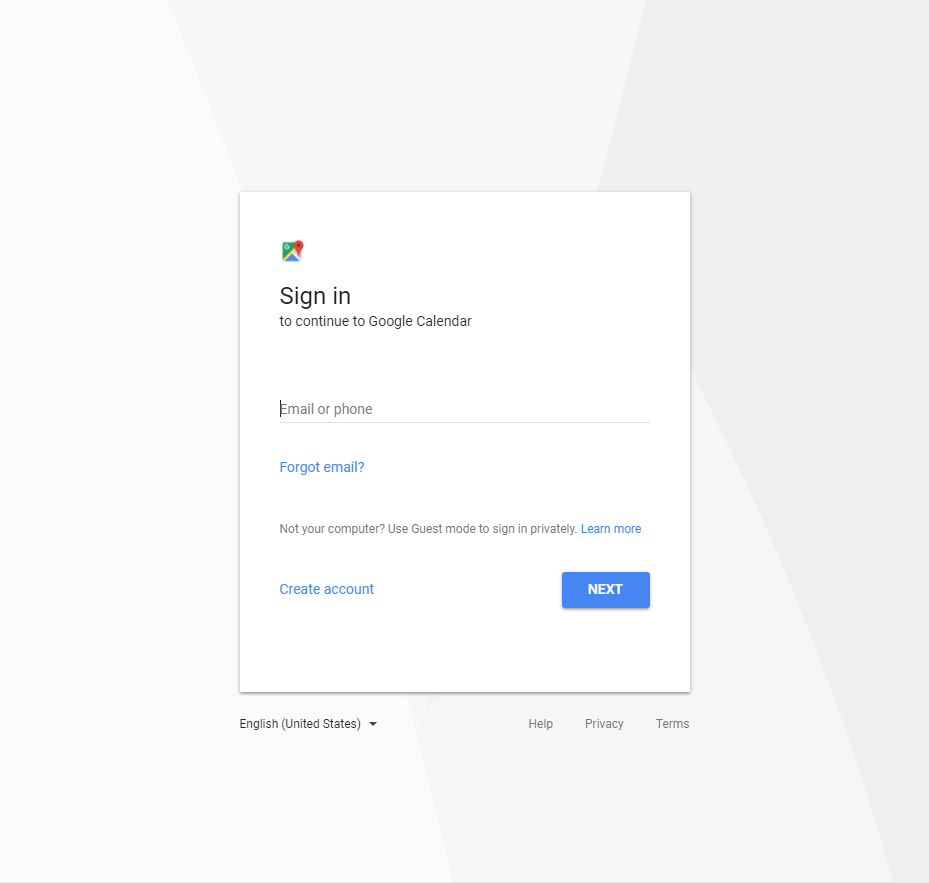 Sign in
to continue to Google Calendar
Email or phone
Forgot email?
Not your computer? Use Guest mode to sign in privately. Learn more
Create account
NEXT
English (United States)
Help
Privacy
Terms